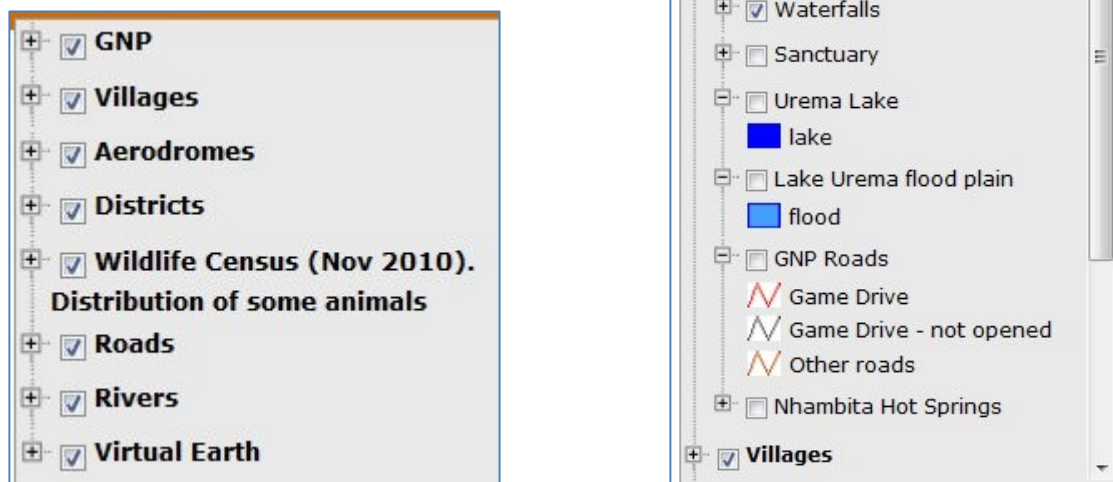 GNP
Villages
Aerodromes
Districts
Wildlife Census (Nov 2010).
Distribution of some animals
Roads
Rivers
Virtual Earth
Waterfalls
Sanctuary
Urema Lake
lake
Lake Urema flood plain
flood
GNP Roads
Game Drive
Game Drive - not opened
Other roads
Nhambita Hot Springs
Villages